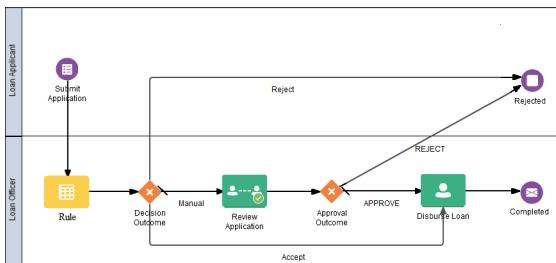 Loan Applicant
Submit
Application
Reject
Rejected
Loan Officer
REJECT
Rule
Decision
Outcome
Manual
Review
Application
Approval
Outcome
APPROVE
Disburse Loan
Completed
Accept